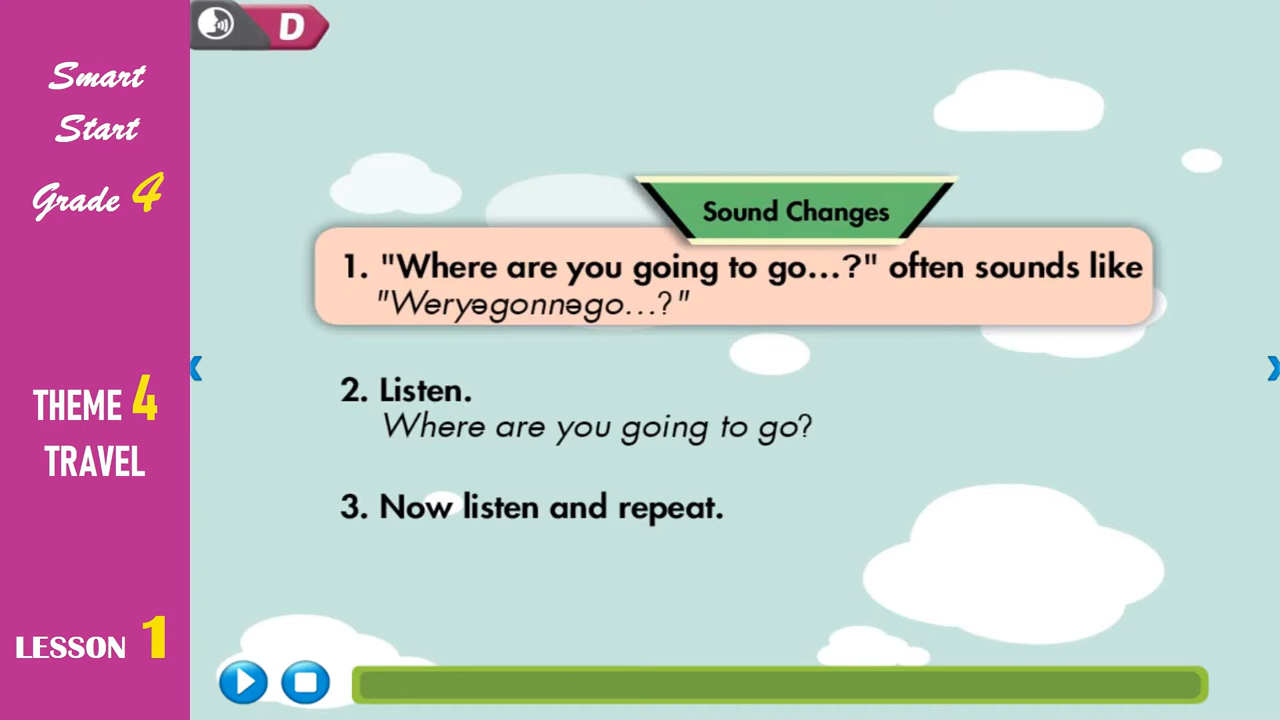 Smart
Start
Grade 4
THEME 4
TRAVEL
LESSON 1
D
Sound Changes
1. "Where are you going to go...?" often sounds like
"Weryəgonnəgo...?"
2. Listen.
Where are you going to go?
3. Now listen and repeat.